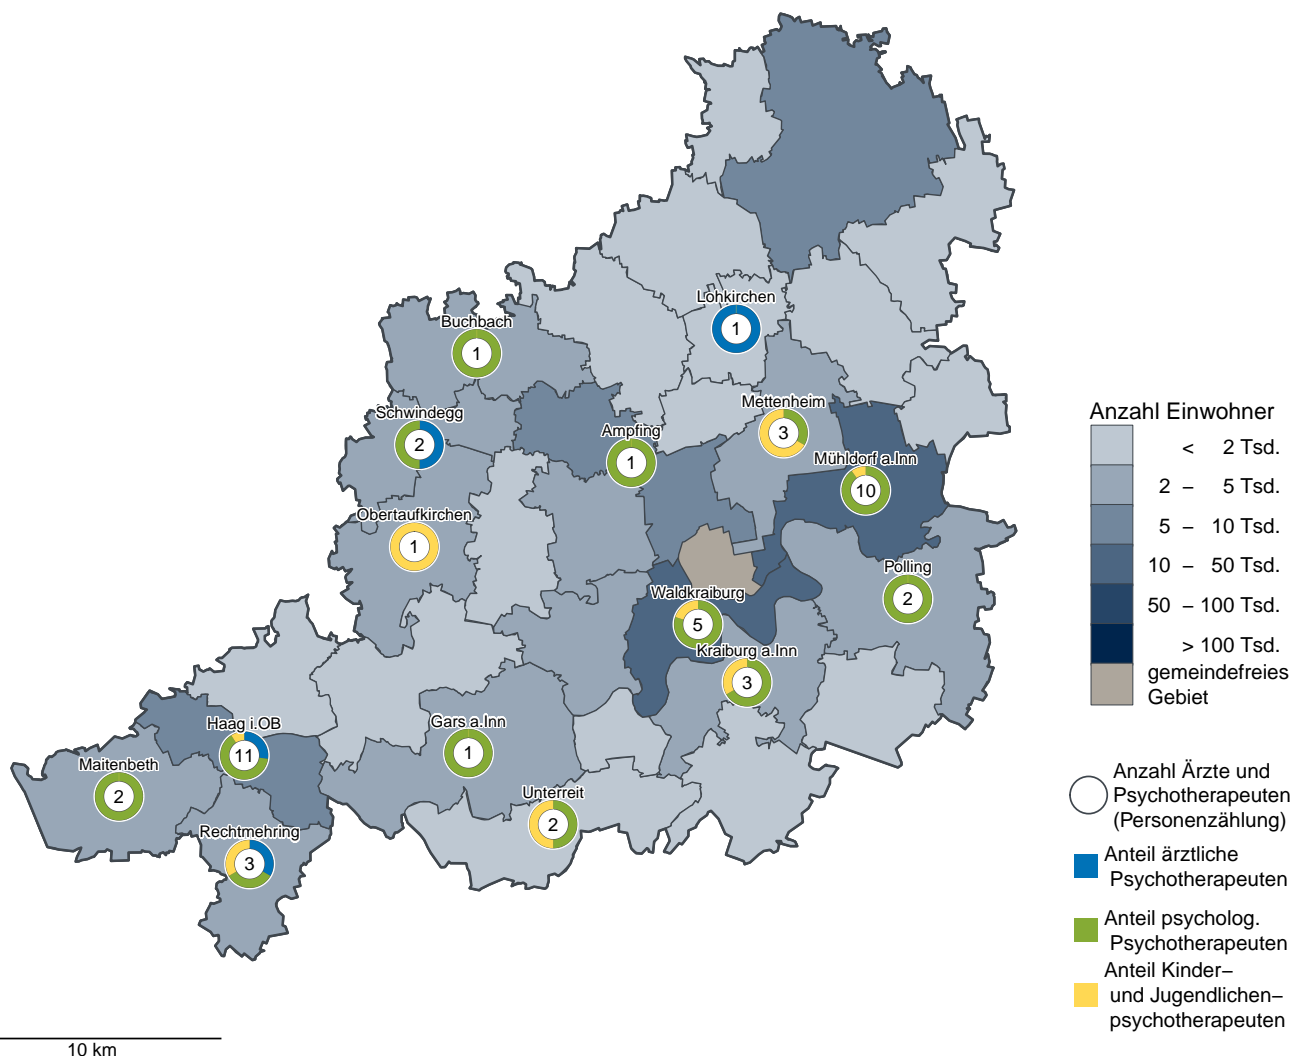 Lohkirchen
1
Buchbach
1
Schwindegg
2
Mettenheim
3
Ampfing
1
Mühldorf a.Inn
10
Obertaufkirchen
1
Polling
2
Waldkraiburg
5
Kraiburg a.Inn
3
Haag i.OB
11
Gars a.Inn
1
Maitenbeth
2
Unterreit
2
Rechtmehring
3
10 km
Anzahl Einwohner
< 2 Tsd.
2 – 5 Tsd.
5 – 10 Tsd.
10 – 50 Tsd.
50 – 100 Tsd.
> 100 Tsd.
gemeindefreies
Gebiet
Anzahl Ärzte und
Psychotherapeuten
(Personenzählung)
Anteil ärztliche
Psychotherapeuten
Anteil psycholog.
Psychotherapeuten
Anteil Kinder–
und Jugendlichen–
psychotherapeuten